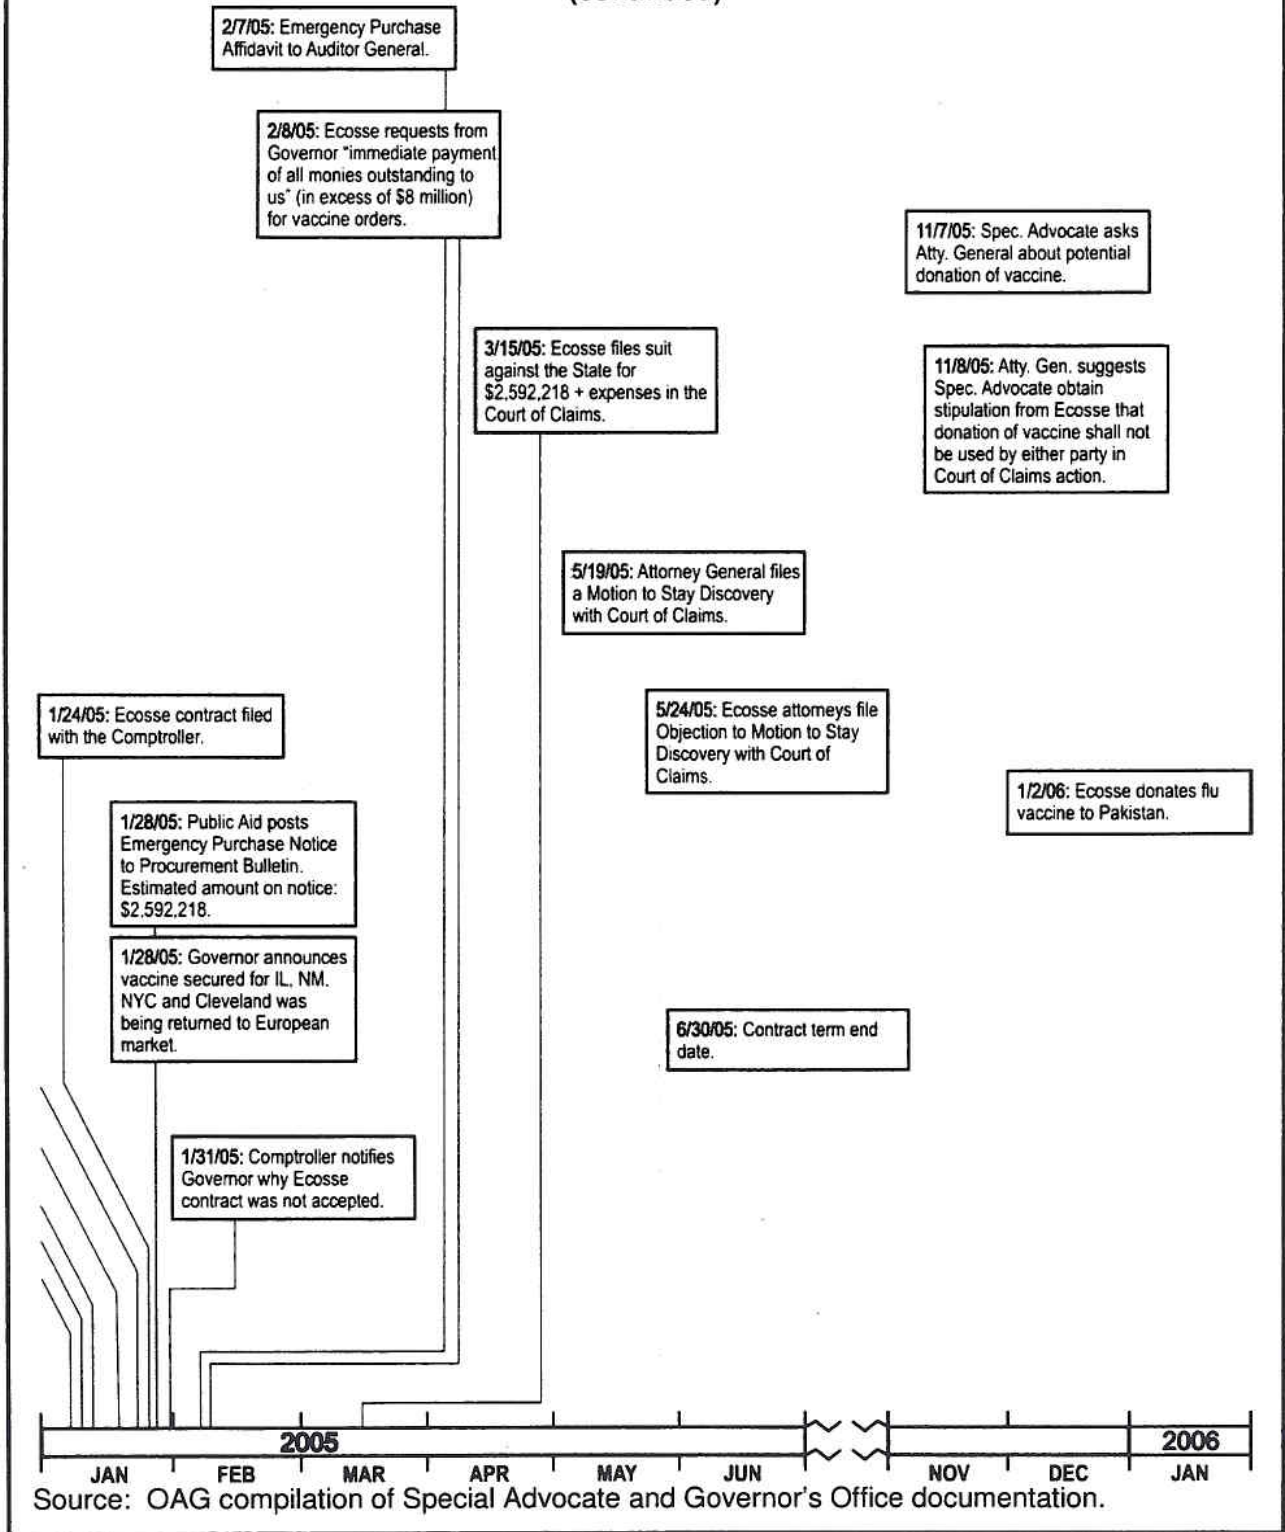 2/7/05: Emergency Purchase
Affidavit to Auditor General.
2/8/05: Ecosse requests from
Governor "immediate payment
of all monies outstanding to
us" (in excess of $8 million)
for vaccine orders.
11/7/05: Spec. Advocate asks
Atty. General about potential
donation of vaccine.
3/15/05: Ecosse files suit
against the State for
$2,592,218 + expenses in the
Court of Claims.
11/8/05: Atty. Gen. suggests
Spec. Advocate obtain
stipulation from Ecosse that
donation of vaccine shall not
be used by either party in
Court of Claims action.
5/19/05: Attorney General files
a Motion to Stay Discovery
with Court of Claims.
1/24/05: Ecosse contract filed
with the Comptroller.
5/24/05: Ecosse attorneys file
Objection to Motion to Stay
Discovery with Court of
Claims.
1/2/06: Ecosse donates flu
vaccine to Pakistan.
1/28/05: Public Aid posts
Emergency Purchase Notice
to Procurement Bulletin.
Estimated amount on notice:
$2,592,218.
1/28/05: Governor announces
vaccine secured for IL, NM,
NYC and Cleveland was
being returned to European
market.
6/30/05: Contract term end
date.
1/31/05: Comptroller notifies
Governor why Ecosse
contract was not accepted.
2005 2006
JAN FEB MAR APR MAY JUN NOV DEC JAN
Source: OAG compilation of Special Advocate and Governor's Office documentation.